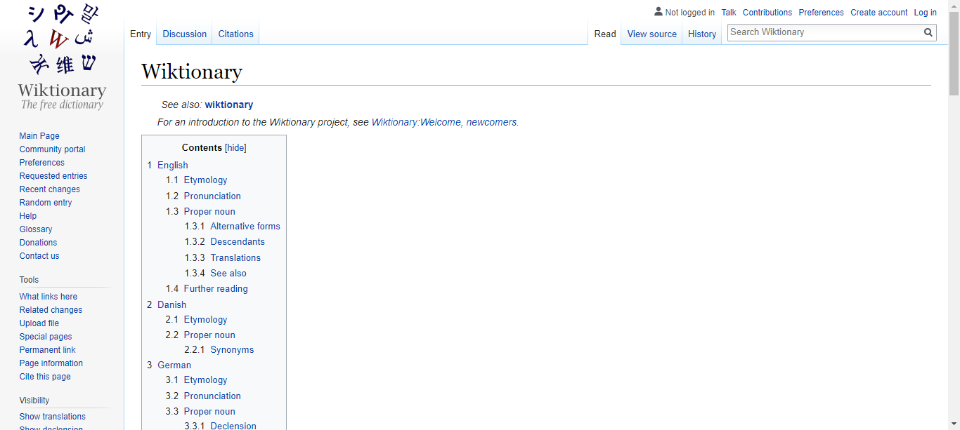 Not logged in Talk Contributions Preferences Create account Log in
Entry Discussion Citations Read View source History Search Wiktionary
Wiktionary
The free dictionary
Main Page
Community portal
Preferences
Requested entries
Recent changes
Random entry
Help
Glossary
Donations
Contact us
Tools
What links here
Related changes
Upload file
Special pages
Permanent link
Page information
Cite this page
Visibility
Show translations
Show declension
Wiktionary
See also: wiktionary
For an introduction to the Wiktionary project, see Wiktionary:Welcome, newcomers.
Contents [hide]
1 English
1.1 Etymology
1.2 Pronunciation
1.3 Proper noun
1.3.1 Alternative forms
1.3.2 Descendants
1.3.3 Translations
1.3.4 See also
1.4 Further reading
2 Danish
2.1 Etymology
2.2 Proper noun
2.2.1 Synonyms
3 German
3.1 Etymology
3.2 Pronunciation
3.3 Proper noun
3.3.1 Declension